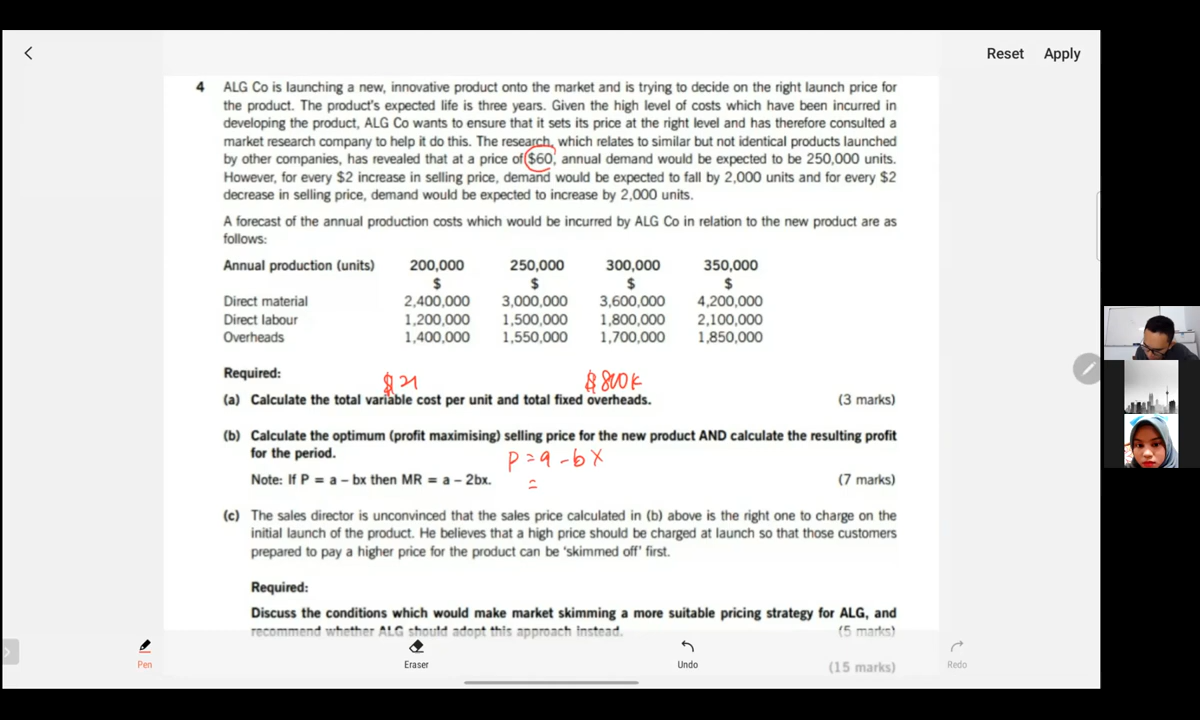 Reset Apply
4 ALG Co is launching a new, innovative product onto the market and is trying to decide on the right launch price for
the product. The product's expected life is three years. Given the high level of costs which have been incurred in
developing the product, ALG Co wants to ensure that it sets its price at the right level and has therefore consulted a
market research company to help it do this. The research, which relates to similar but not identical products launched
by other companies, has revealed that at a price of $60, annual demand would be expected to be 250,000 units.
However, for every $2 increase in selling price, demand would be expected to fall by 2,000 units and for every $2
decrease in selling price, demand would be expected to increase by 2,000 units.
A forecast of the annual production costs which would be incurred by ALG Co in relation to the new product are as
follows:
Annual production (units) 200,000 250,000 300,000 350,000
$ $ $ $
Direct material 2,400,000 3,000,000 3,600,000 4,200,000
Direct labour 1,200,000 1,500,000 1,800,000 2,100,000
Overheads 1,400,000 1,550,000 1,700,000 1,850,000
Required:
$21 $800k
(a) Calculate the total variable cost per unit and total fixed overheads. (3 marks)
(b) Calculate the optimum (profit maximising) selling price for the new product AND calculate the resulting profit
for the period.
P = a - bx
=
Note: If P = a – bx then MR = a – 2bx. (7 marks)
(c) The sales director is unconvinced that the sales price calculated in (b) above is the right one to charge on the
initial launch of the product. He believes that a high price should be charged at launch so that those customers
prepared to pay a higher price for the product can be 'skimmed off' first.
Required:
Discuss the conditions which would make market skimming a more suitable pricing strategy for ALG, and
recommend whether ALG should adopt this approach instead. (5 marks)
Pen Eraser Undo Redo
(15 marks)